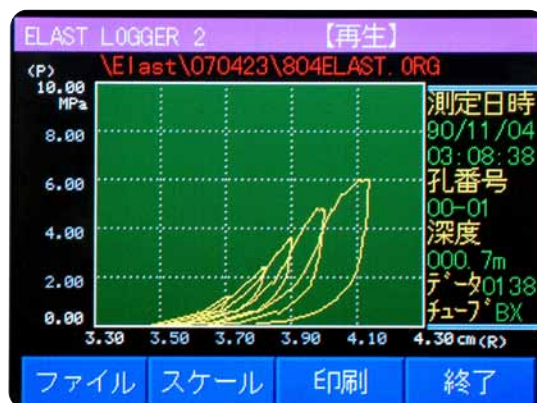 ELAST LOGGER 2 【再生】
\Elast\070423\804ELAST.ORG
(P)
10.00
MPa
8.00
6.00
4.00
2.00
0.00
3.30 3.50 3.70 3.90 4.10 4.30 cm(R)
測定日時
90/11/04
03:08:38
孔番号
00-01
深度
000.7m
データ0138
チューブBX
ファイル スケール 印刷 終了